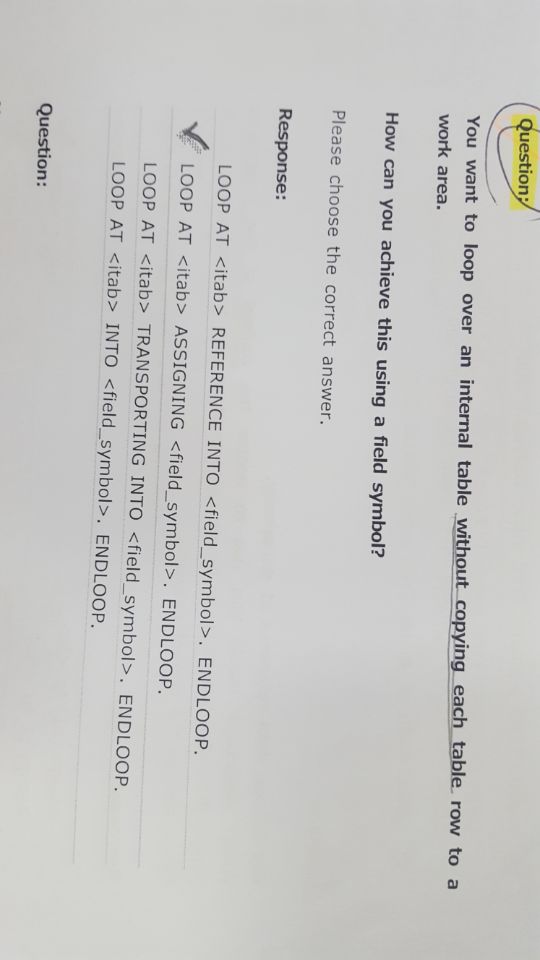 Question:
You want to loop over an internal table without copying each table row to a
work area.
How can you achieve this using a field symbol?
Please choose the correct answer.
Response:
LOOP AT <itab> REFERENCE INTO <field_symbol>. ENDLOOP.
LOOP AT <itab> ASSIGNING <field_symbol>. ENDLOOP.
LOOP AT <itab> TRANSPORTING INTO <field_symbol>. ENDLOOP.
LOOP AT <itab> INTO <field_symbol>. ENDLOOP.
Question: